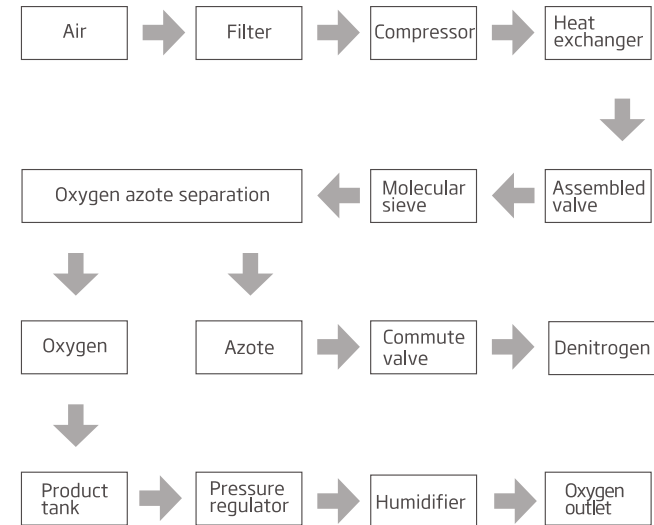 Air
Filter
Compressor
Heat
exchanger
Oxygen azote separation
Molecular
sieve
Assembled
valve
Oxygen
Azote
Commute
valve
Denitrogen
Product
tank
Pressure
regulator
Humidifier
Oxygen
outlet